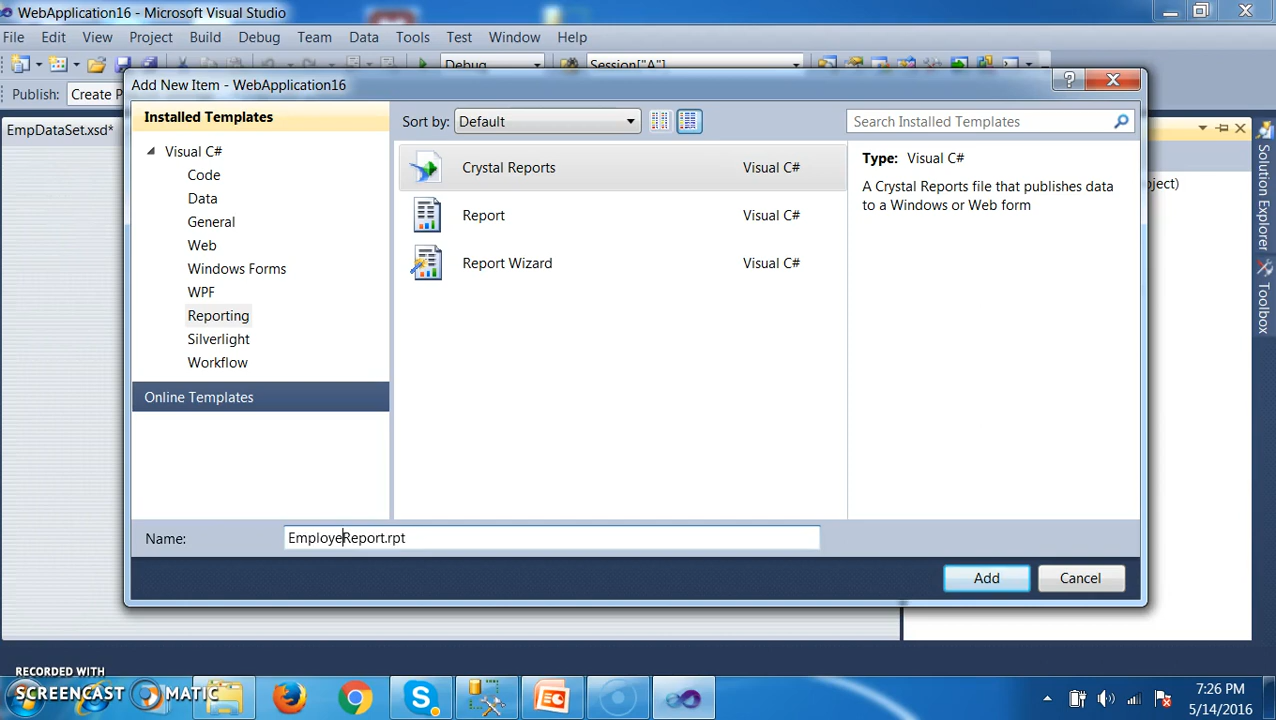 WebApplication16 - Microsoft Visual Studio
File Edit View Project Build Debug Team Data Tools Test Window Help
Debug Session["A"]
Add New Item - WebApplication16
Publish: Create P
Installed Templates
Sort by: Default
Search Installed Templates
EmpDataSet.xsd*
Visual C#
Code
Data
General
Web
Windows Forms
WPF
Reporting
Silverlight
Workflow
Online Templates
Crystal Reports Visual C#
Report Visual C#
Report Wizard Visual C#
Type: Visual C#
A Crystal Reports file that publishes data
to a Windows or Web form
ject)
Solution Explorer
Toolbox
Name: EmployeReport.rpt
Add Cancel
RECORDED WITH
SCREENCAST MATIC
7:26 PM
5/14/2016